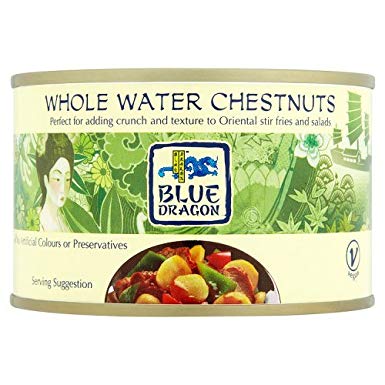 WHOLE WATER CHESTNUTS
Perfect for adding crunch and texture to Oriental stir fries and salads
BLUE
DRAGON
Artificial Colours or Preservatives
Serving Suggestion
V
Vegan